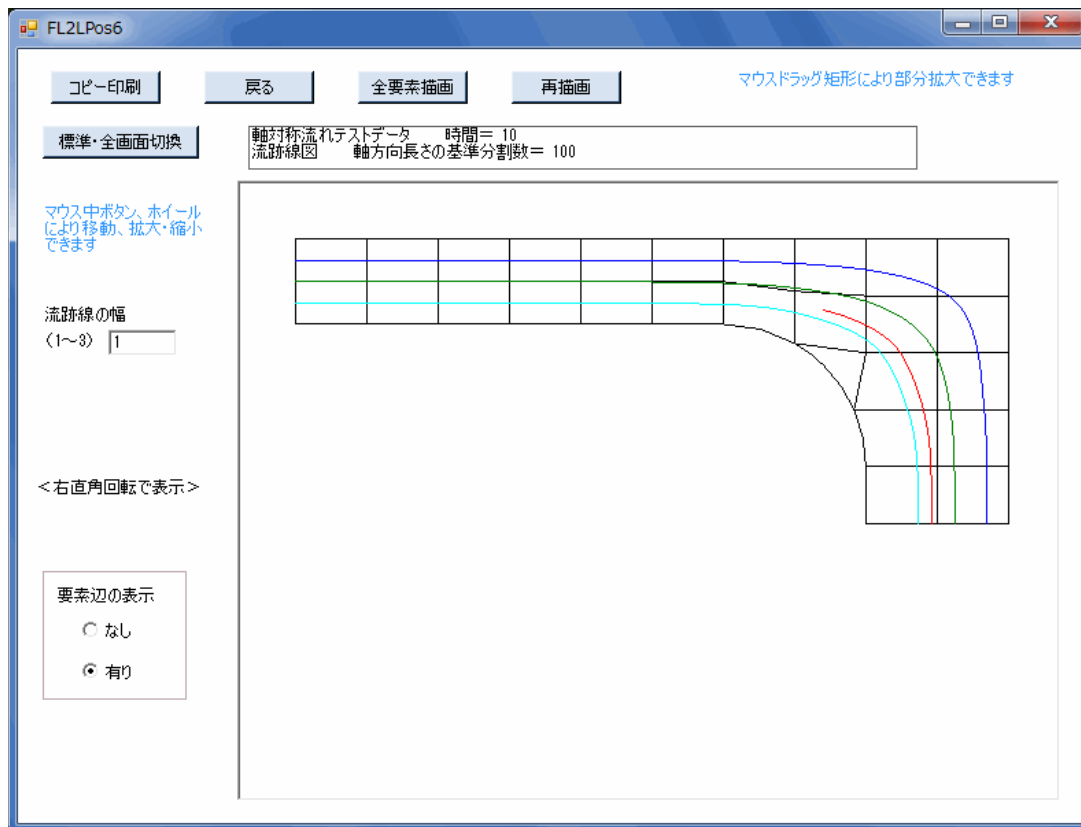 FL2LPos6
コピー印刷
戻る
全要素描画
再描画
マウスドラッグ矩形により部分拡大できます
標準・全画面切換
軸対称流れテストデータ 時間＝ 10
流跡線図 軸方向長さの基準分割数＝ 100
マウス中ボタン、ホイール
により移動、拡大・縮小
できます
流跡線の幅
（1～3） 1
＜右直角回転で表示＞
要素辺の表示
なし
有り